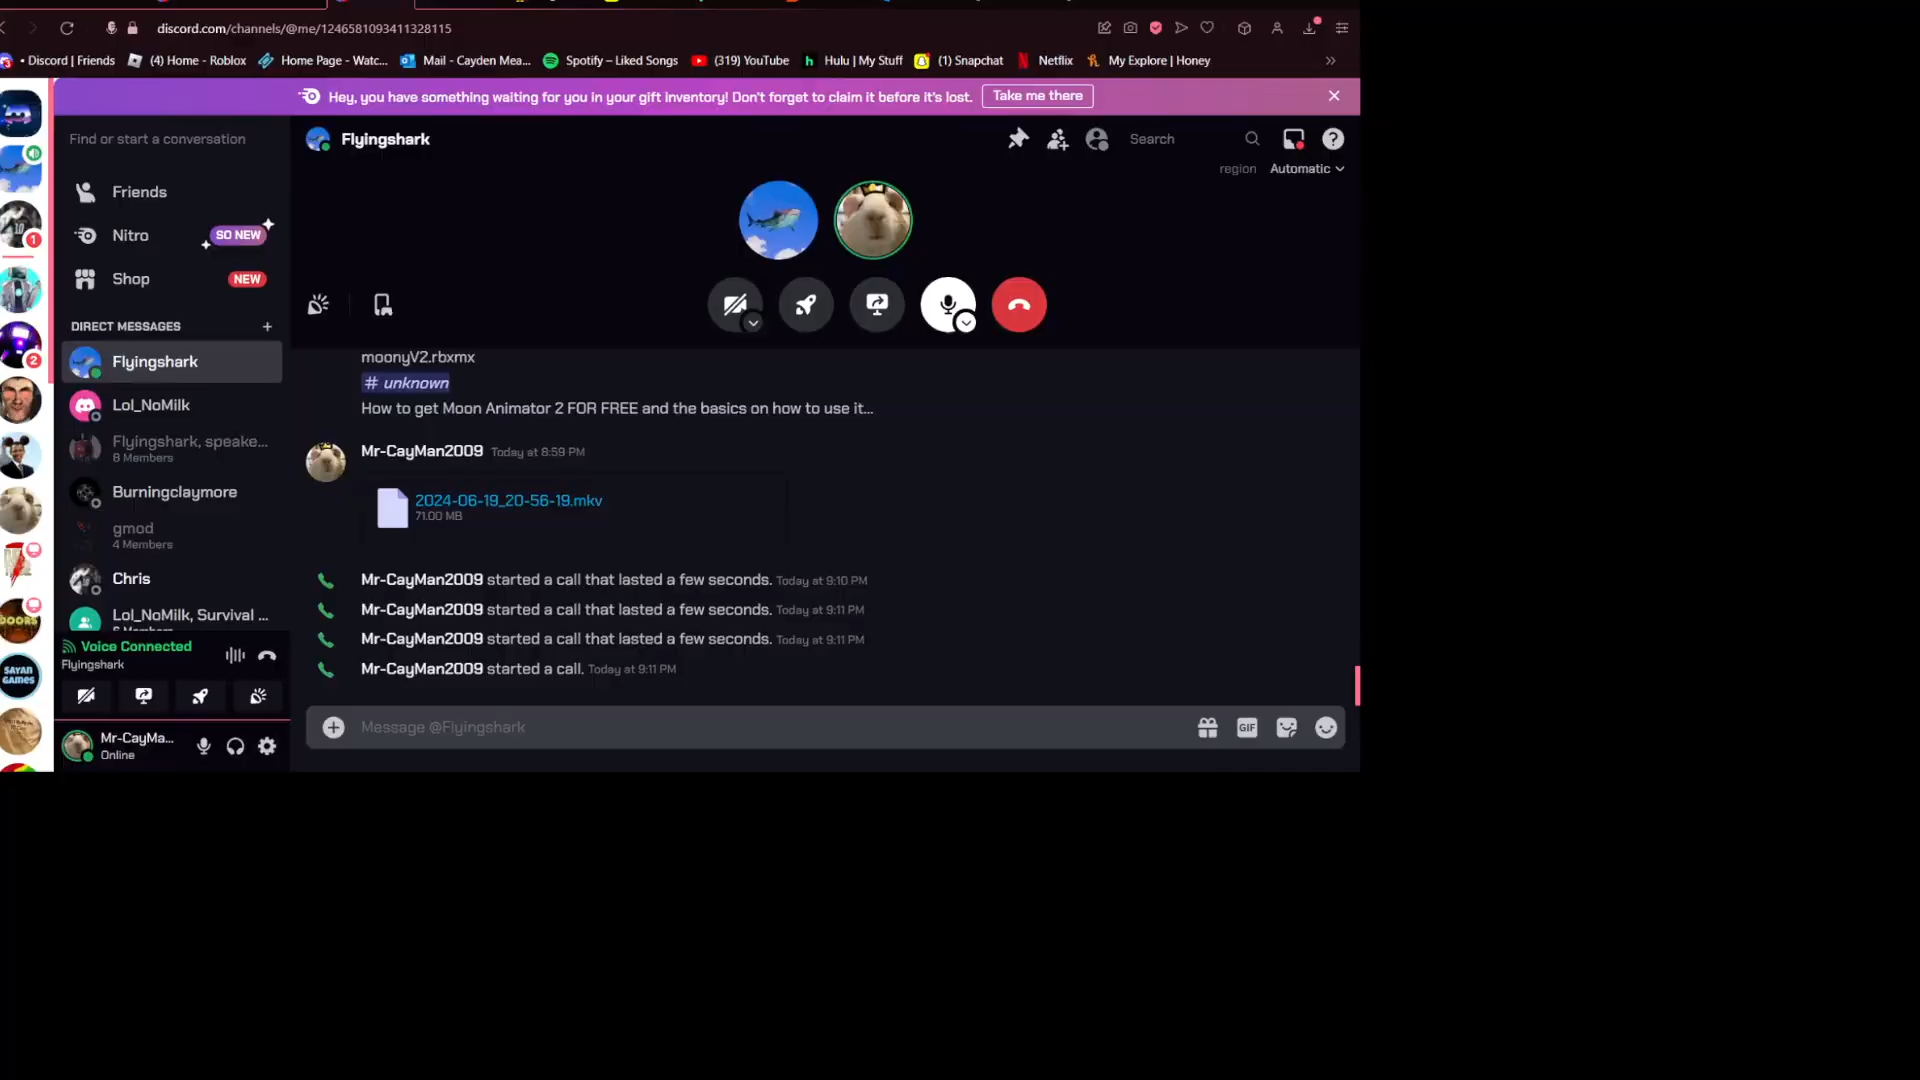 discord.com/channels/@me/1246581093411328115
• Discord | Friends
(4) Home - Roblox
Home Page - Watc...
Mail - Cayden Mea...
Spotify – Liked Songs
(319) YouTube
Hulu | My Stuff
(1) Snapchat
Netflix
My Explore | Honey
Hey, you have something waiting for you in your gift inventory! Don't forget to claim it before it's lost.
Take me there
Find or start a conversation
Flyingshark
Search
region
Automatic
Friends
Nitro
SO NEW
Shop
NEW
DIRECT MESSAGES
Flyingshark
Lol_NoMilk
Flyingshark, speake...
8 Members
Burningclaymore
gmod
4 Members
Chris
Lol_NoMilk, Survival ...
1
2
DOORS
SAYAN
GAMES
Voice Connected
Flyingshark
Mr-CayMa...
Online
moonyV2.rbxmx
# unknown
How to get Moon Animator 2 FOR FREE and the basics on how to use it...
Mr-CayMan2009 Today at 8:59 PM
2024-06-19_20-56-19.mkv
71.00 MB
Mr-CayMan2009 started a call that lasted a few seconds. Today at 9:10 PM
Mr-CayMan2009 started a call that lasted a few seconds. Today at 9:11 PM
Mr-CayMan2009 started a call that lasted a few seconds. Today at 9:11 PM
Mr-CayMan2009 started a call. Today at 9:11 PM
Message @Flyingshark
GIF